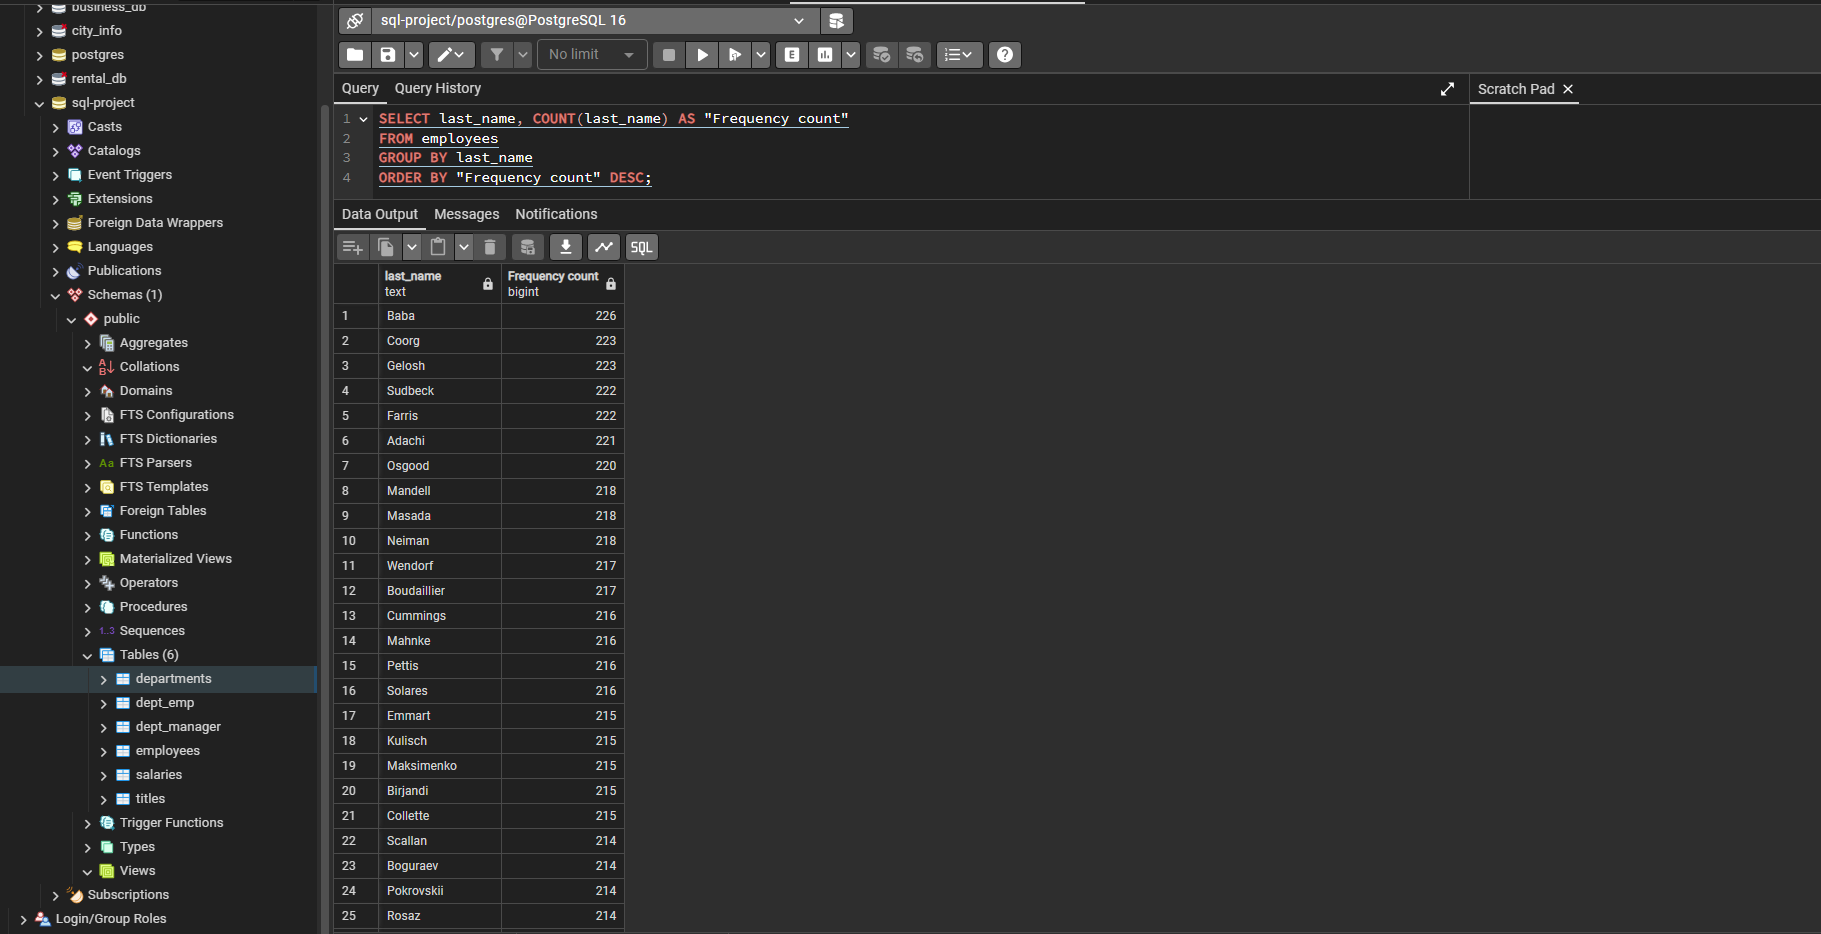 business_db
city_info
postgres
rental_db
sql-project
Casts
Catalogs
Event Triggers
Extensions
Foreign Data Wrappers
Languages
Publications
Schemas (1)
public
Aggregates
Collations
Domains
FTS Configurations
FTS Dictionaries
Aa FTS Parsers
FTS Templates
Foreign Tables
Functions
Materialized Views
Operators
Procedures
1..3 Sequences
Tables (6)
departments
dept_emp
dept_manager
employees
salaries
titles
Trigger Functions
Types
Views
Subscriptions
Login/Group Roles
sql-project/postgres@PostgreSQL 16
No limit
E
Query Query History
Scratch Pad
1 SELECT last_name, COUNT(last_name) AS "Frequency count"
2 FROM employees
3 GROUP BY last_name
4 ORDER BY "Frequency count" DESC;
Data Output Messages Notifications
SQL
last_name Frequency count
text bigint
1 Baba 226
2 Coorg 223
3 Gelosh 223
4 Sudbeck 222
5 Farris 222
6 Adachi 221
7 Osgood 220
8 Mandell 218
9 Masada 218
10 Neiman 218
11 Wendorf 217
12 Boudaillier 217
13 Cummings 216
14 Mahnke 216
15 Pettis 216
16 Solares 216
17 Emmart 215
18 Kulisch 215
19 Maksimenko 215
20 Birjandi 215
21 Collette 215
22 Scallan 214
23 Boguraev 214
24 Pokrovskii 214
25 Rosaz 214